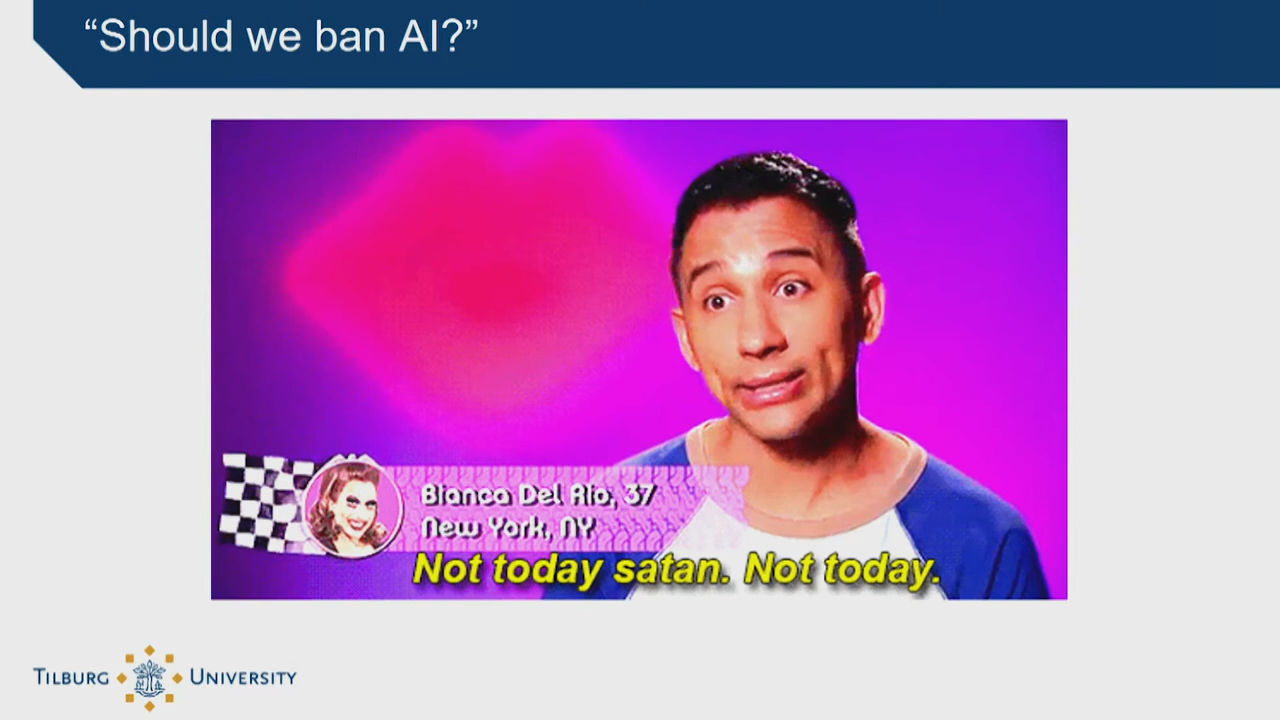 “Should we ban AI?”
Bianca Del Rio, 37
New York, NY
Not today satan. Not today.
TILBURG UNIVERSITY